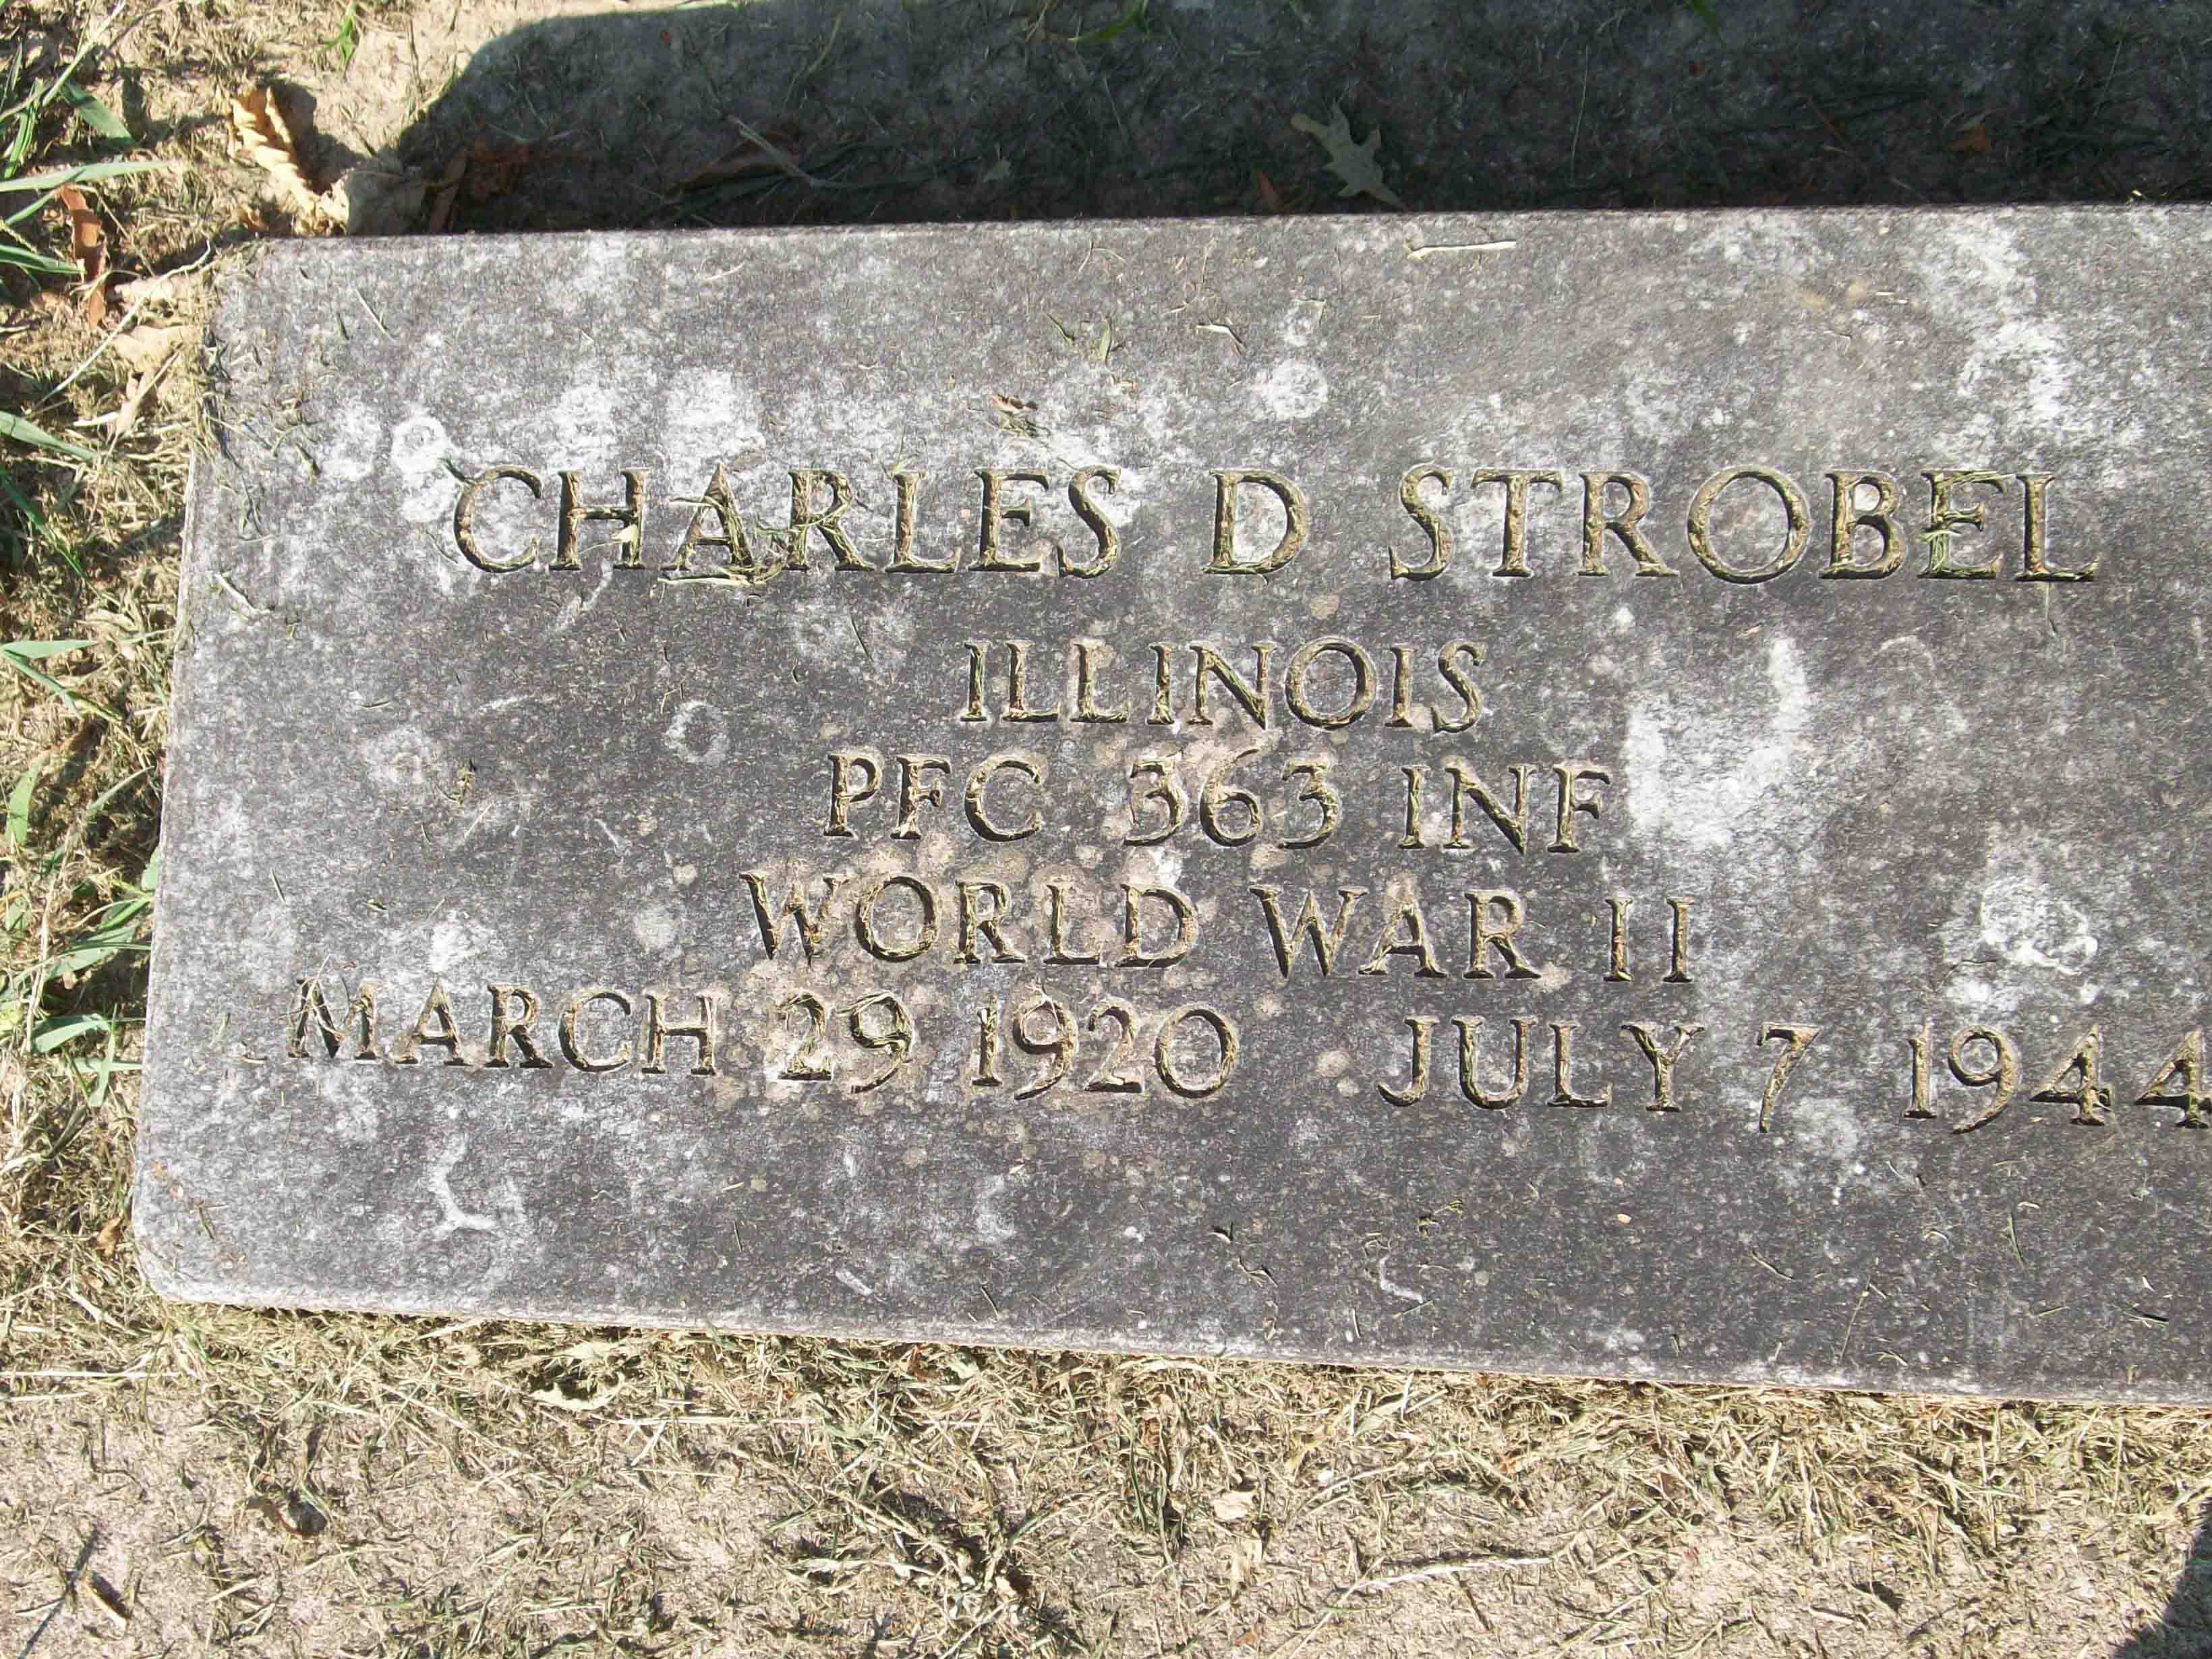 CHARLES D STROBEL
ILLINOIS
PFC 363 INF
WORLD WAR II
MARCH 29 1920 JULY 7 1944